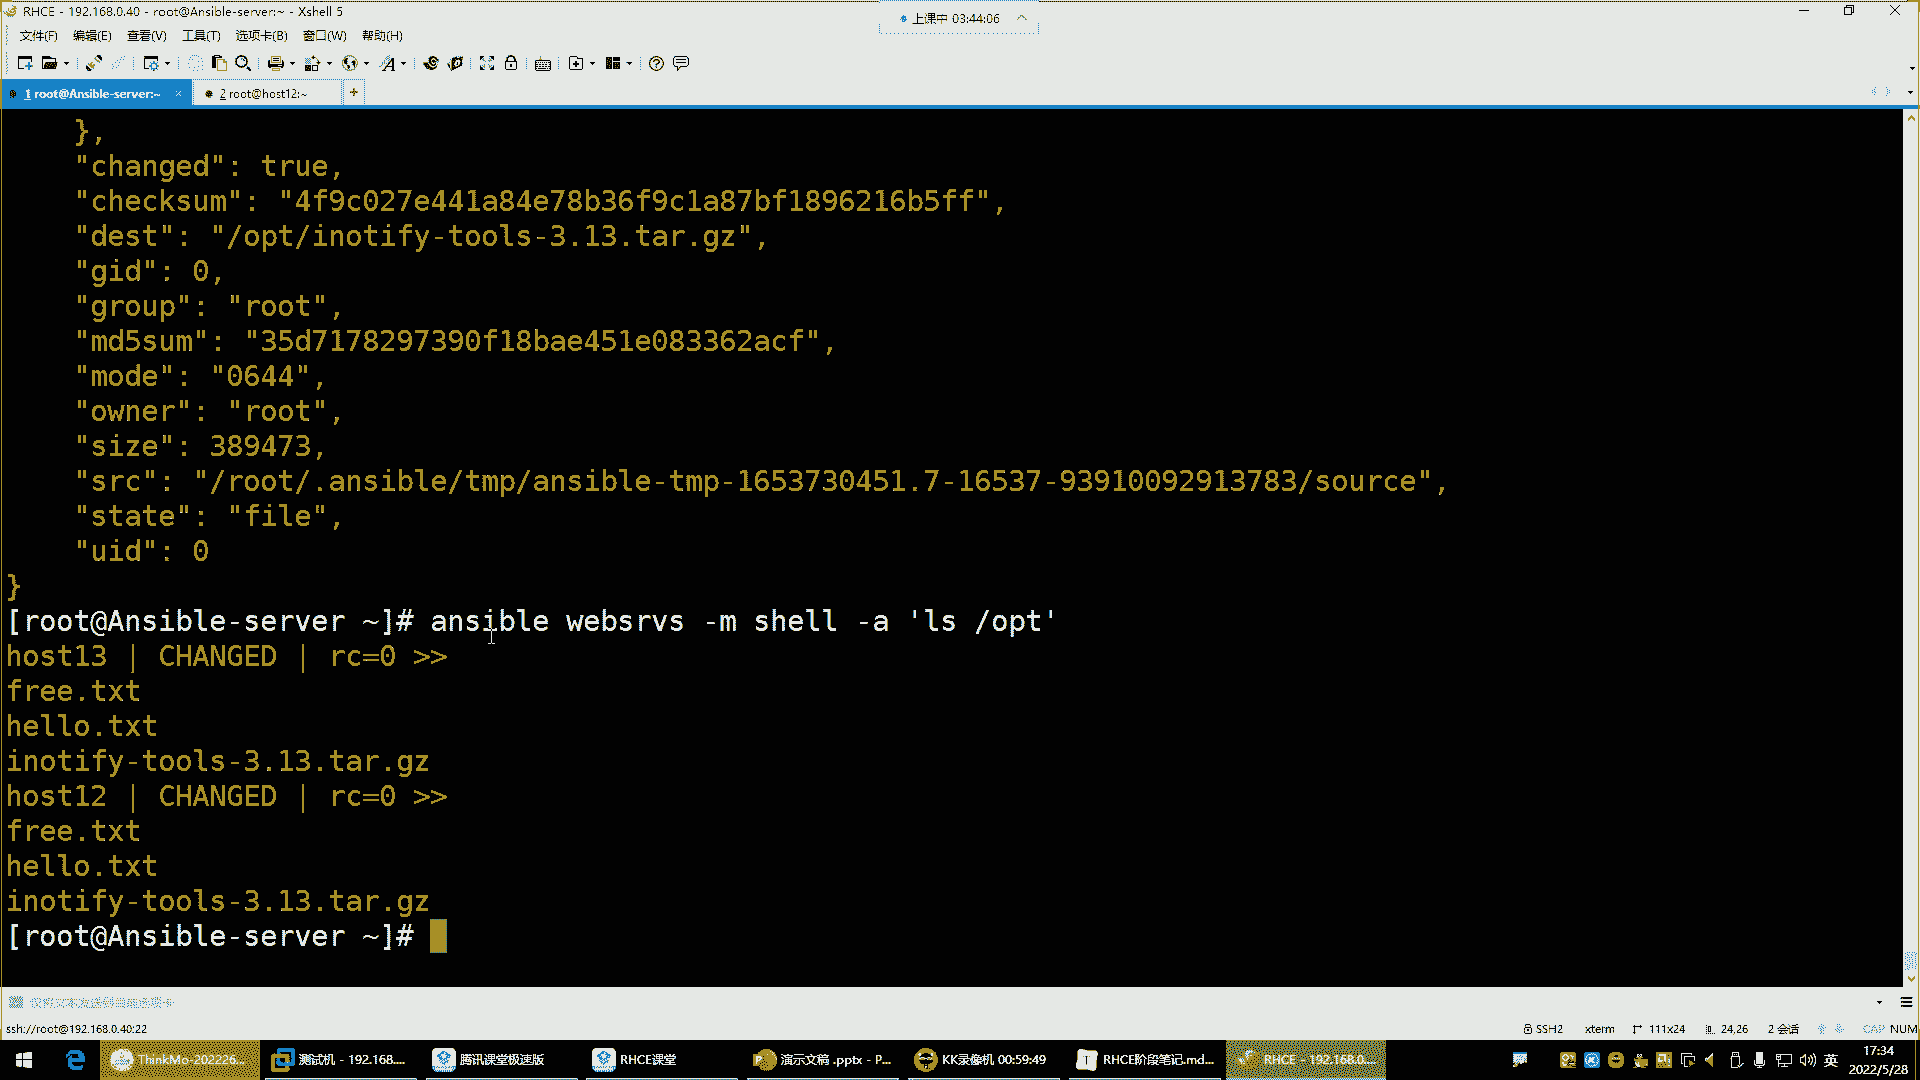 RHCE - 192.168.0.40 - root@Ansible-server:~ - Xshell 5
上课中 03:44:06
文件(F) 编辑(E) 查看(V) 工具(T) 选项卡(B) 窗口(W) 帮助(H)
1 root@Ansible-server:~ × 2 root@host12:~ +
},
"changed": true,
"checksum": "4f9c027e441a84e78b36f9c1a87bf1896216b5ff",
"dest": "/opt/inotify-tools-3.13.tar.gz",
"gid": 0,
"group": "root",
"md5sum": "35d7178297390f18bae451e083362acf",
"mode": "0644",
"owner": "root",
"size": 389473,
"src": "/root/.ansible/tmp/ansible-tmp-1653730451.7-16537-93910092913783/source",
"state": "file",
"uid": 0
}
[root@Ansible-server ~]# ansible websrvs -m shell -a 'ls /opt'
host13 | CHANGED | rc=0 >>
free.txt
hello.txt
inotify-tools-3.13.tar.gz
host12 | CHANGED | rc=0 >>
free.txt
hello.txt
inotify-tools-3.13.tar.gz
[root@Ansible-server ~]#
ssh://root@192.168.0.40:22 SSH2 xterm 111x24 24,26 2 会话 CAP NUM
ThinkMo-202226... 测试机 - 192.168.... 腾讯课堂极速版 RHCE课堂 演示文稿 .pptx - P... KK录像机 00:59:49 RHCE阶段笔记.md... RHCE - 192.168.0... 英 17:34
2022/5/28